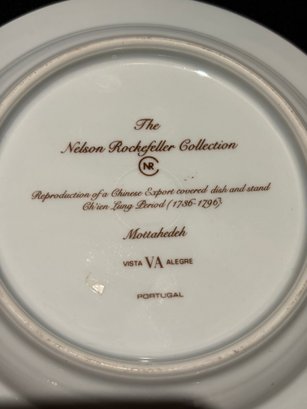 The
Nelson Rockefeller Collection
NR
Reproduction of a Chinese Export covered dish and stand
Ch'ien Lung Period (1736-1796)
Mottahedeh
VISTA VA ALEGRE
PORTUGAL